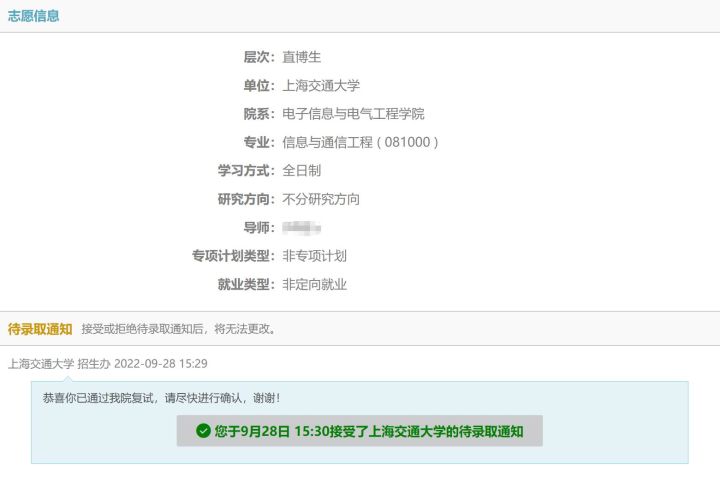 志愿信息
层次： 直博生
单位： 上海交通大学
院系： 电子信息与电气工程学院
专业： 信息与通信工程 ( 081000 )
学习方式： 全日制
研究方向： 不分研究方向
导师：
专项计划类型： 非专项计划
就业类型： 非定向就业
待录取通知 接受或拒绝待录取通知后，将无法更改。
上海交通大学 招生办 2022-09-28 15:29
恭喜你已通过我院复试，请尽快进行确认，谢谢！
您于9月28日 15:30接受了上海交通大学的待录取通知